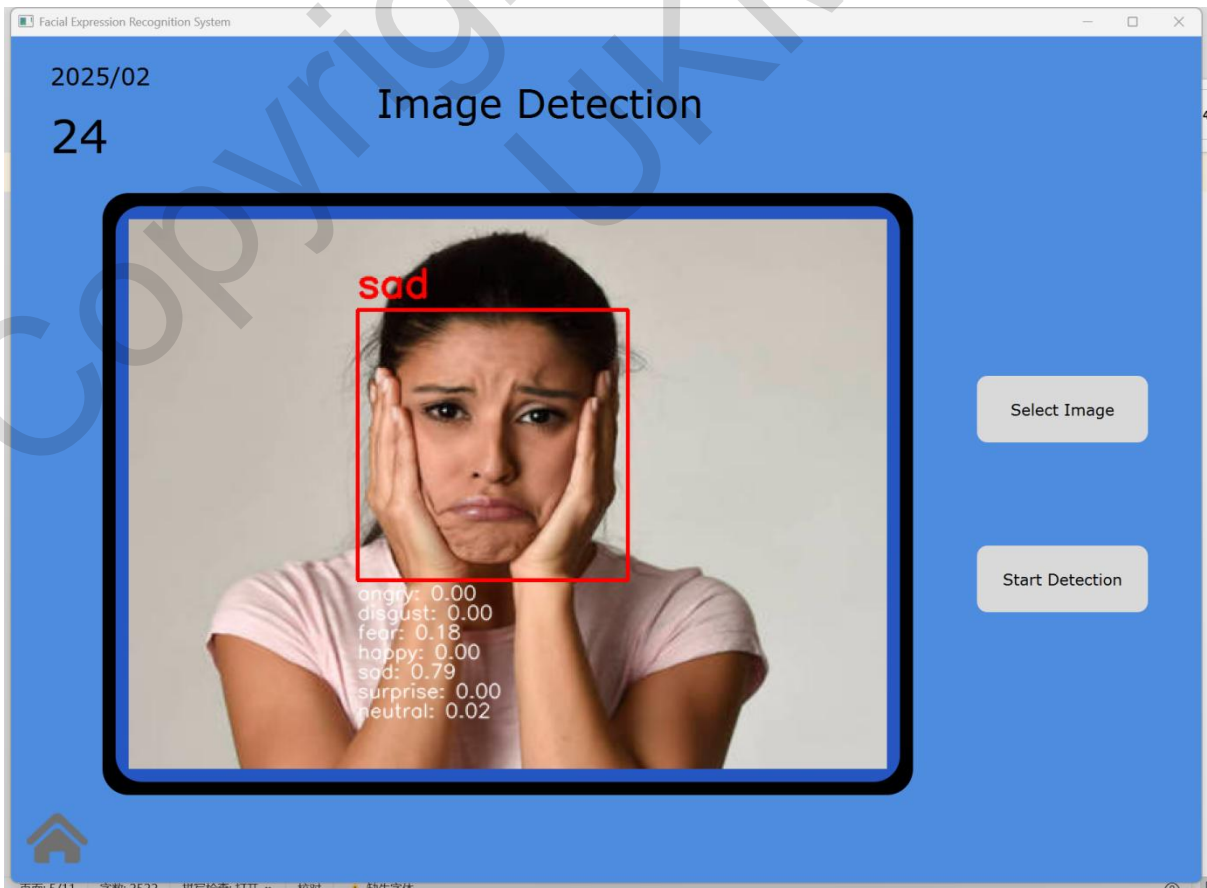 Facial Expression Recognition System
2025/02
24
Image Detection
sad
angry: 0.00
disgust: 0.00
fear: 0.18
happy: 0.00
sad: 0.79
surprise: 0.00
neutral: 0.02
Select Image
Start Detection